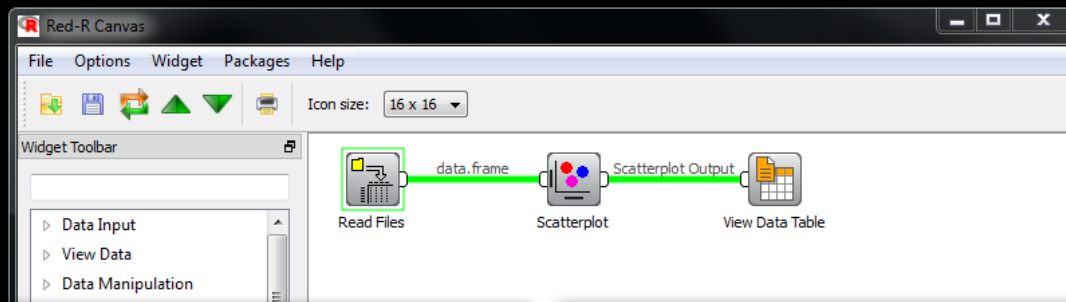 Red-R Canvas
File Options Widget Packages Help
Icon size: 16 x 16
Widget Toolbar
data.frame Scatterplot Output
Read Files Scatterplot View Data Table
Data Input
View Data
Data Manipulation